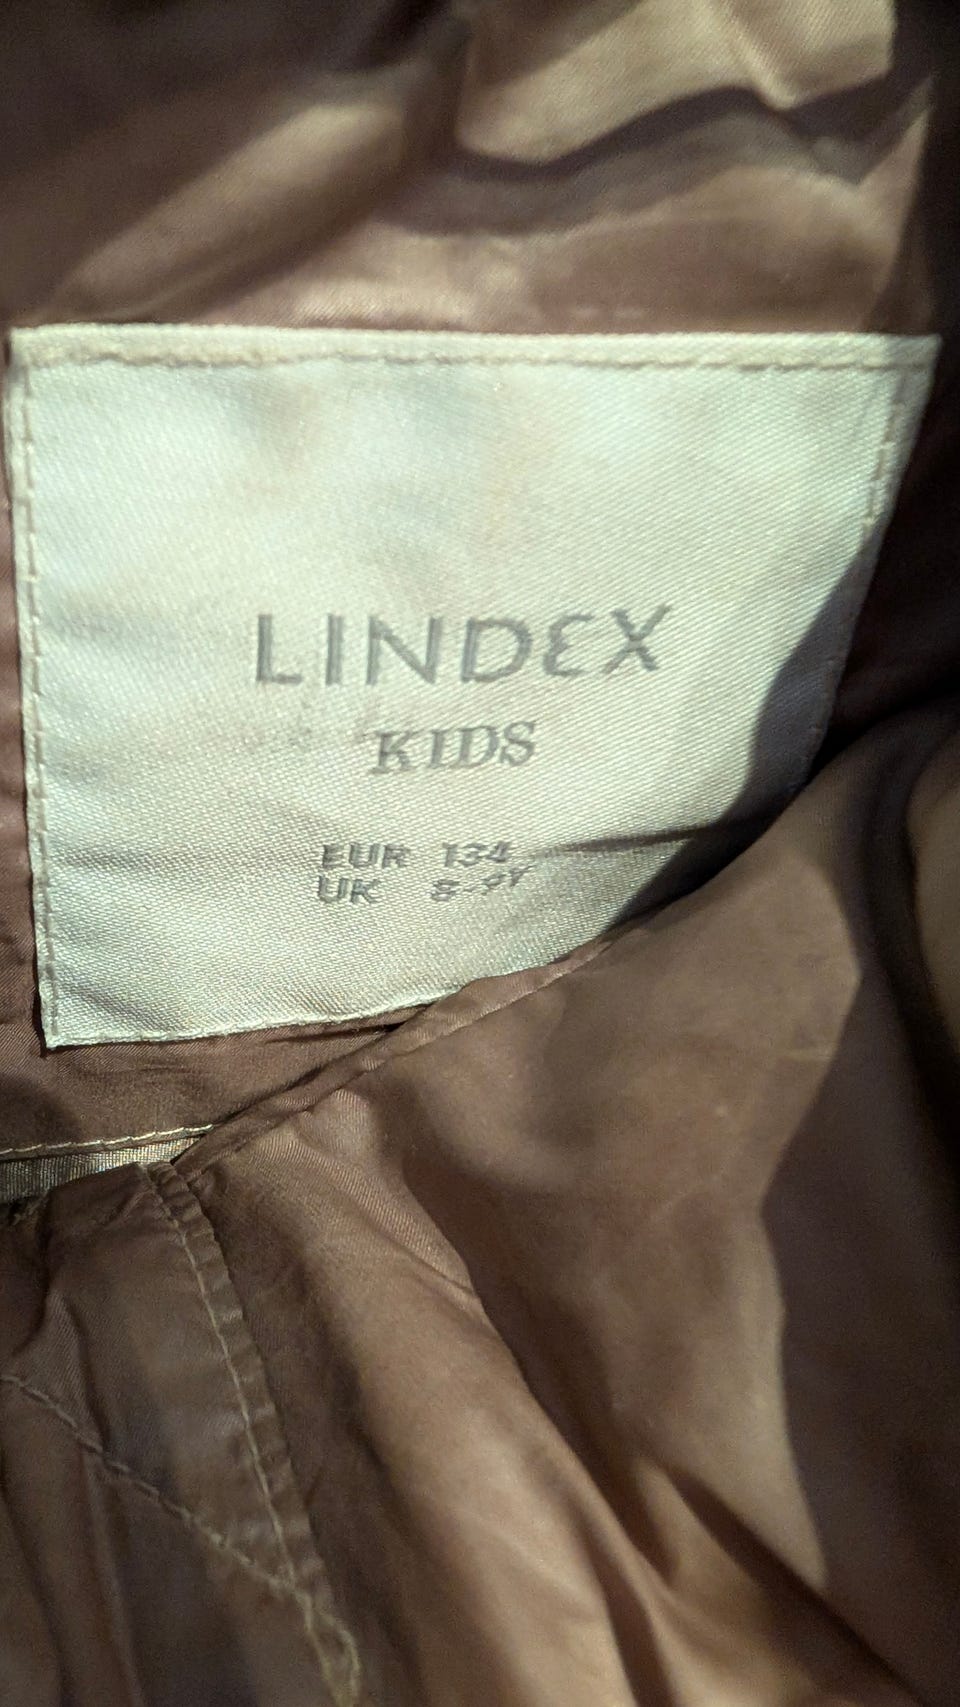 LINDEX
KIDS
EUR 134
UK 8-9Y